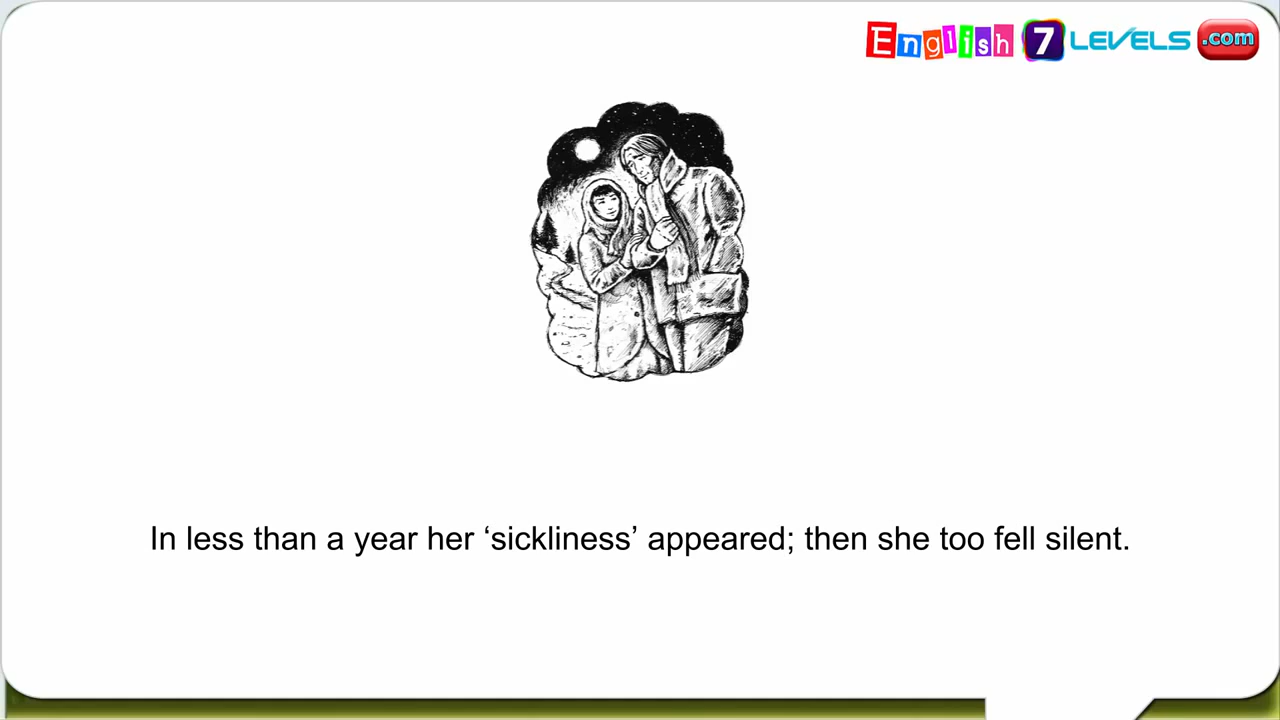 English 7 LEVELS .com
In less than a year her ‘sickliness’ appeared; then she too fell silent.